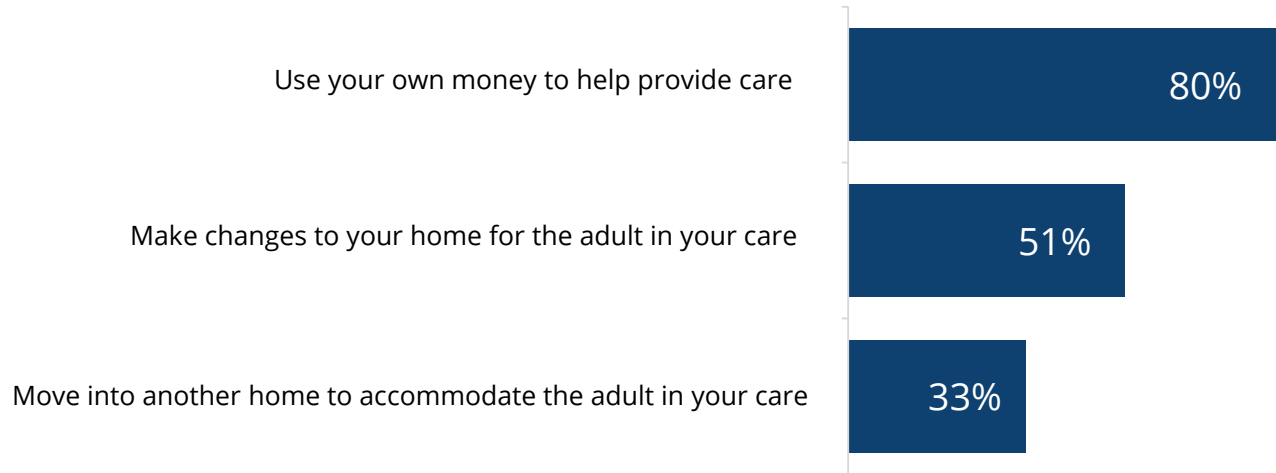 Use your own money to help provide care
80%
Make changes to your home for the adult in your care
51%
Move into another home to accommodate the adult in your care
33%